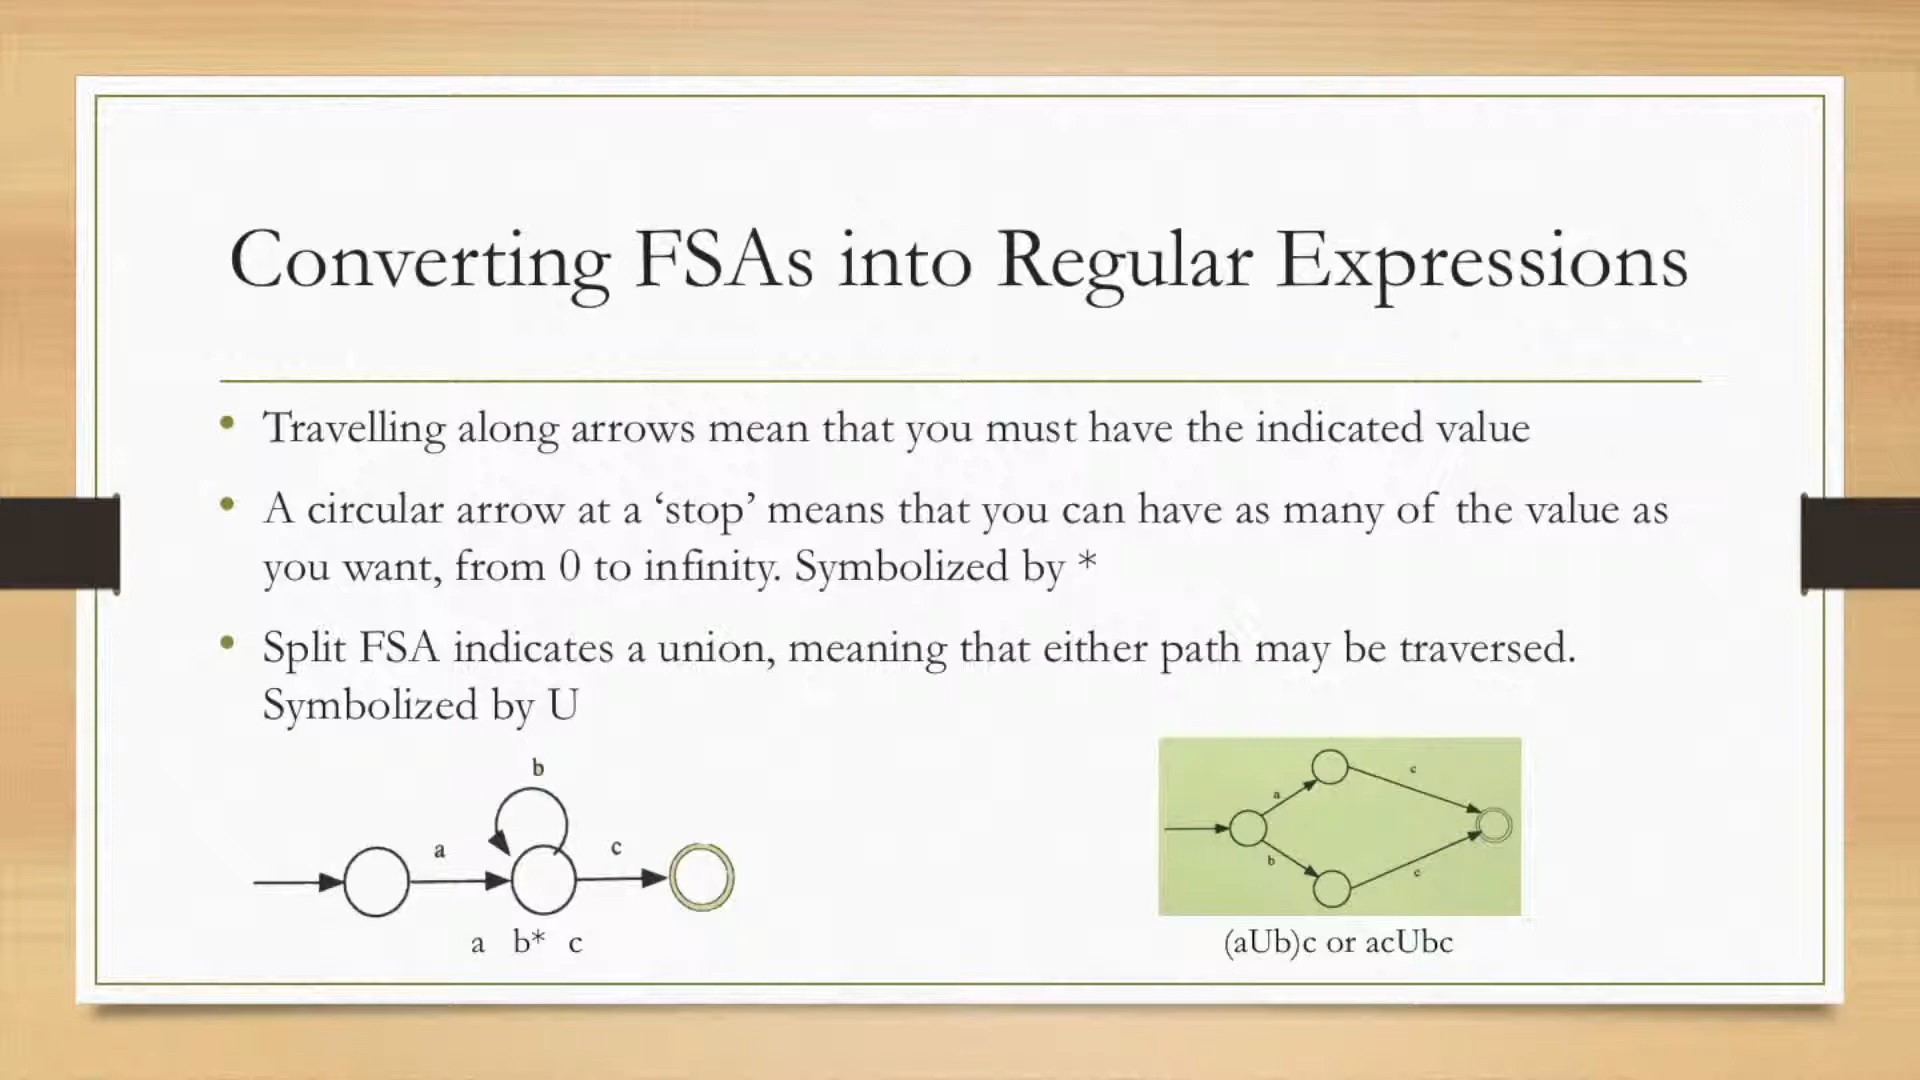 Converting FSAs into Regular Expressions
• Travelling along arrows mean that you must have the indicated value
• A circular arrow at a ‘stop’ means that you can have as many of the value as
you want, from 0 to infinity. Symbolized by *
• Split FSA indicates a union, meaning that either path may be traversed.
Symbolized by U
b
a
c
a b* c
c
a
b
c
(aUb)c or acUbc